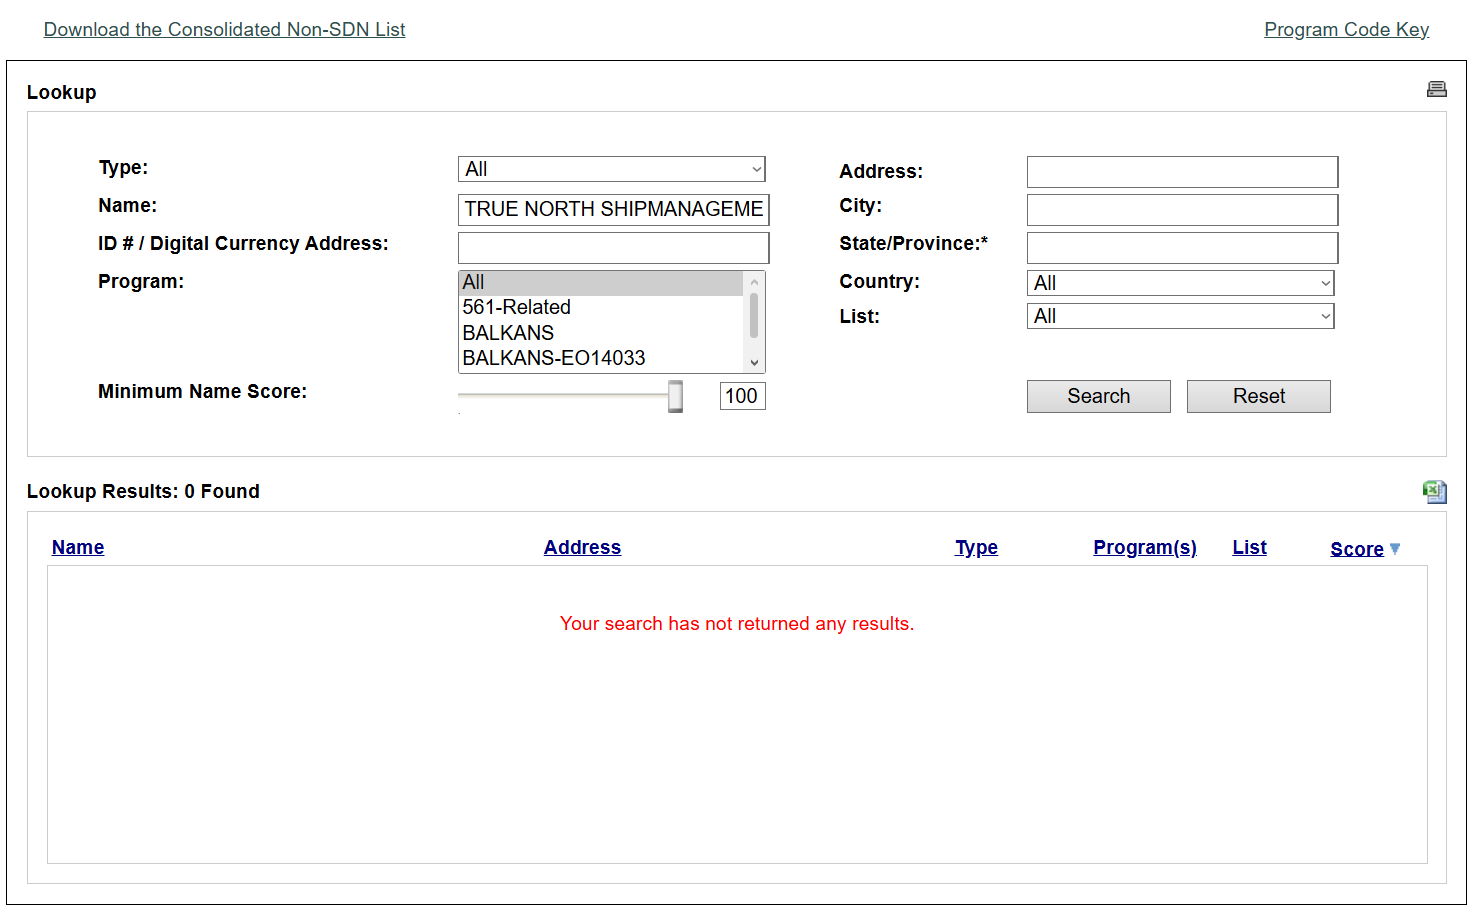 Download the Consolidated Non-SDN List
Program Code Key
Lookup
Type:
All
Address:
Name:
TRUE NORTH SHIPMANAGEME
City:
ID # / Digital Currency Address:
State/Province:*
Program:
All
561-Related
BALKANS
BALKANS-EO14033
Country:
All
List:
All
Minimum Name Score:
100
Search
Reset
Lookup Results: 0 Found
Name Address Type Program(s) List Score
Your search has not returned any results.